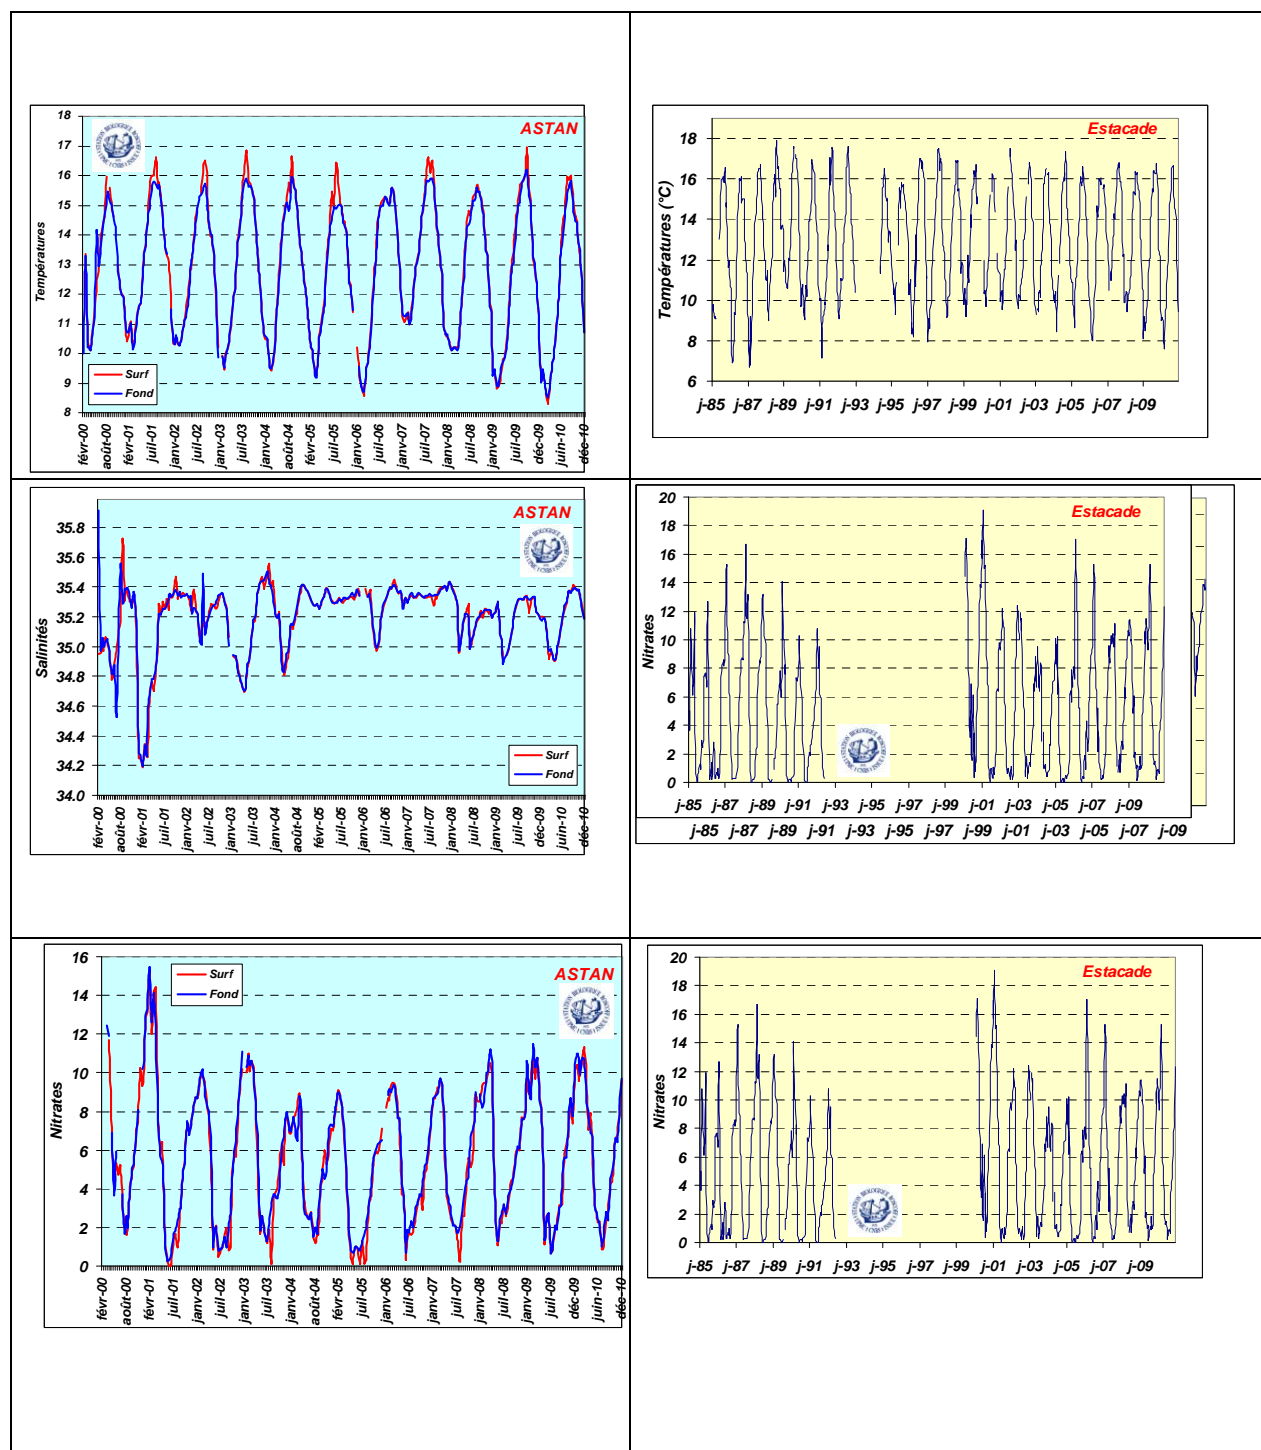 ASTAN
Températures
18
17
16
15
14
13
12
11
10
9
8
Surf
Fond
févr-00
août-00
févr-01
juil-01
janv-02
juil-02
janv-03
juil-03
janv-04
août-04
févr-05
juil-05
janv-06
juil-06
janv-07
juil-07
janv-08
juil-08
janv-09
juil-09
déc-09
juin-10
déc-10
Estacade
Températures (°C)
18
16
14
12
10
8
6
j-85
j-87
j-89
j-91
j-93
j-95
j-97
j-99
j-01
j-03
j-05
j-07
j-09
ASTAN
STATION BIOLOGIQUE ROSCOFF
Salinités
35.8
35.6
35.4
35.2
35.0
34.8
34.6
34.4
34.2
34.0
Surf
Fond
févr-00
août-00
févr-01
juil-01
janv-02
juil-02
janv-03
juil-03
janv-04
août-04
févr-05
juil-05
janv-06
juil-06
janv-07
juil-07
janv-08
juil-08
janv-09
juil-09
déc-09
juin-10
déc-10
Estacade
Nitrates
20
18
16
14
12
10
8
6
4
2
0
j-85
j-87
j-89
j-91
j-93
j-95
j-97
j-99
j-01
j-03
j-05
j-07
j-09
j-85
j-87
j-89
j-91
j-93
j-95
j-97
j-99
j-01
j-03
j-05
j-07
j-09
Surf
Fond
ASTAN
Nitrates
16
14
12
10
8
6
4
2
0
févr-00
août-00
févr-01
juil-01
janv-02
juil-02
janv-03
juil-03
janv-04
août-04
févr-05
juil-05
janv-06
juil-06
janv-07
juil-07
janv-08
juil-08
janv-09
juil-09
déc-09
juin-10
déc-10
Estacade
Nitrates
20
18
16
14
12
10
8
6
4
2
0
j-85
j-87
j-89
j-91
j-93
j-95
j-97
j-99
j-01
j-03
j-05
j-07
j-09